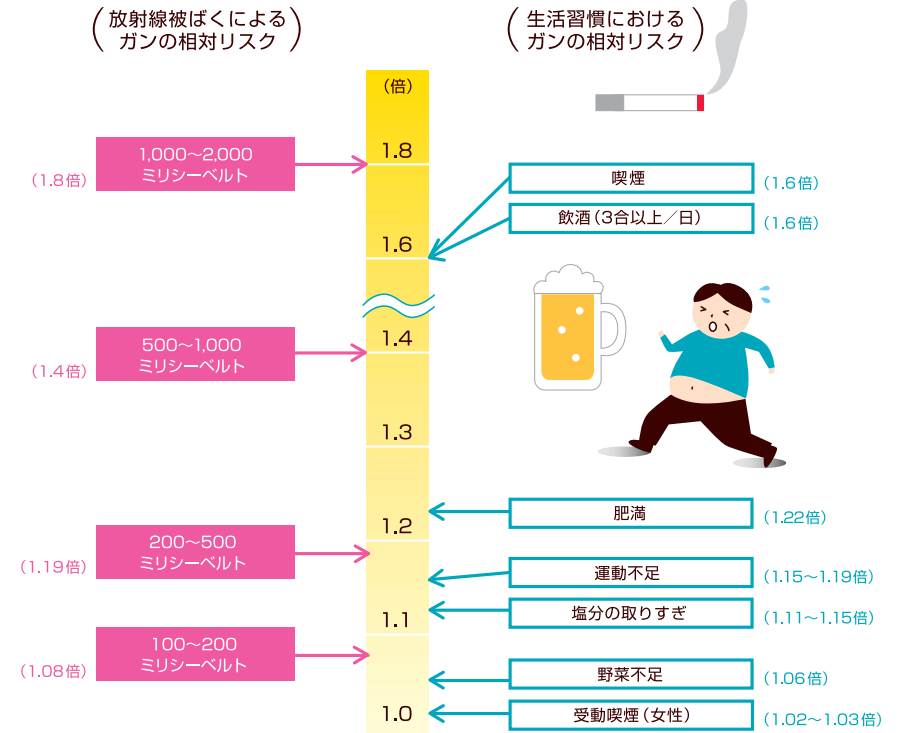 放射線被ばくによる
ガンの相対リスク
生活習慣における
ガンの相対リスク
（倍）
1.8
1.6
1.4
1.3
1.2
1.1
1.0
1,000〜2,000
ミリシーベルト
（1.8倍）
500〜1,000
ミリシーベルト
（1.4倍）
200〜500
ミリシーベルト
（1.19倍）
100〜200
ミリシーベルト
（1.08倍）
喫煙
（1.6倍）
飲酒（3合以上／日）
（1.6倍）
肥満
（1.22倍）
運動不足
（1.15〜1.19倍）
塩分の取りすぎ
（1.11〜1.15倍）
野菜不足
（1.06倍）
受動喫煙（女性）
（1.02〜1.03倍）